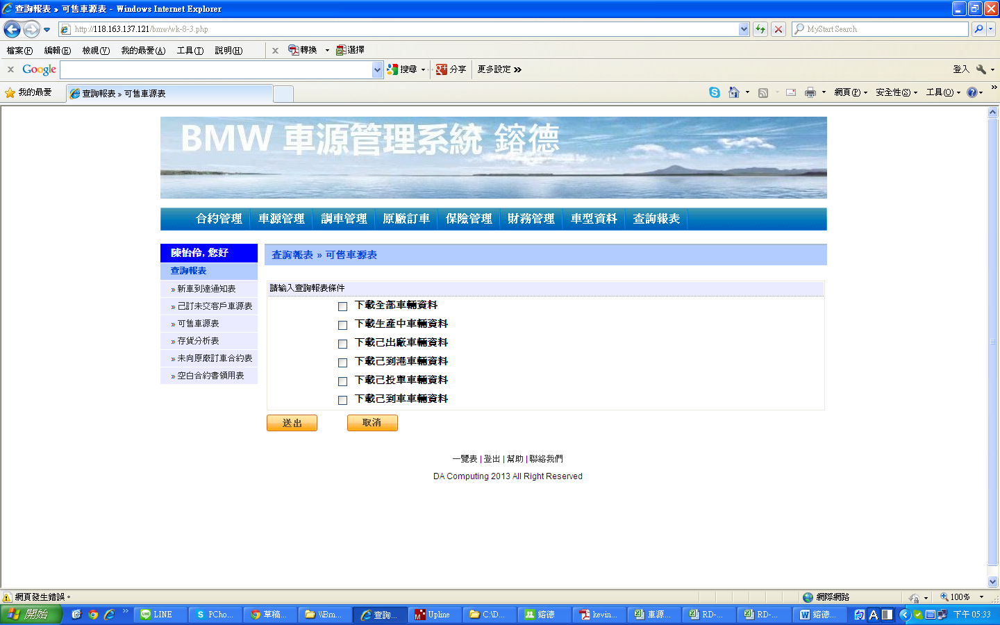 查詢報表 » 可售車源表 - Windows Internet Explorer
http://118.163.137.121/bmw/wk-8-3.php
MyStart Search
檔案(F) 編輯(E) 檢視(V) 我的最愛(A) 工具(T) 說明(H)
x 轉換 選擇
x Google 搜尋 分享 更多設定 » 登入
我的最愛 查詢報表 » 可售車源表 網頁(P) 安全性(S) 工具(O) »
BMW 車源管理系統 鎔德
合約管理 車源管理 調車管理 原廠訂車 保險管理 財務管理 車型資料 查詢報表
陳怡伶, 您好
查詢報表
» 新車到達通知表
» 己訂未交客戶車源表
» 可售車源表
» 存貨分析表
» 未向原廠訂車合約表
» 空白合約書領用表
查詢報表 » 可售車源表
請輸入查詢報表條件
下載全部車輛資料
下載生產中車輛資料
下載己出廠車輛資料
下載己到港車輛資料
下載己投單車輛資料
下載己到車車輛資料
送出 取消
一覽表 | 登出 | 幫助 | 聯絡我們
DA Computing 2013 All Right Reserved
網頁發生錯誤。 網際網路 100%
開始 » LINE PCho... 草稿... \\Bm... 查詢... Upline C:\D... 鎔德 kevin... 車源... RD-... RD-... 鎔德... A 下午 05:33